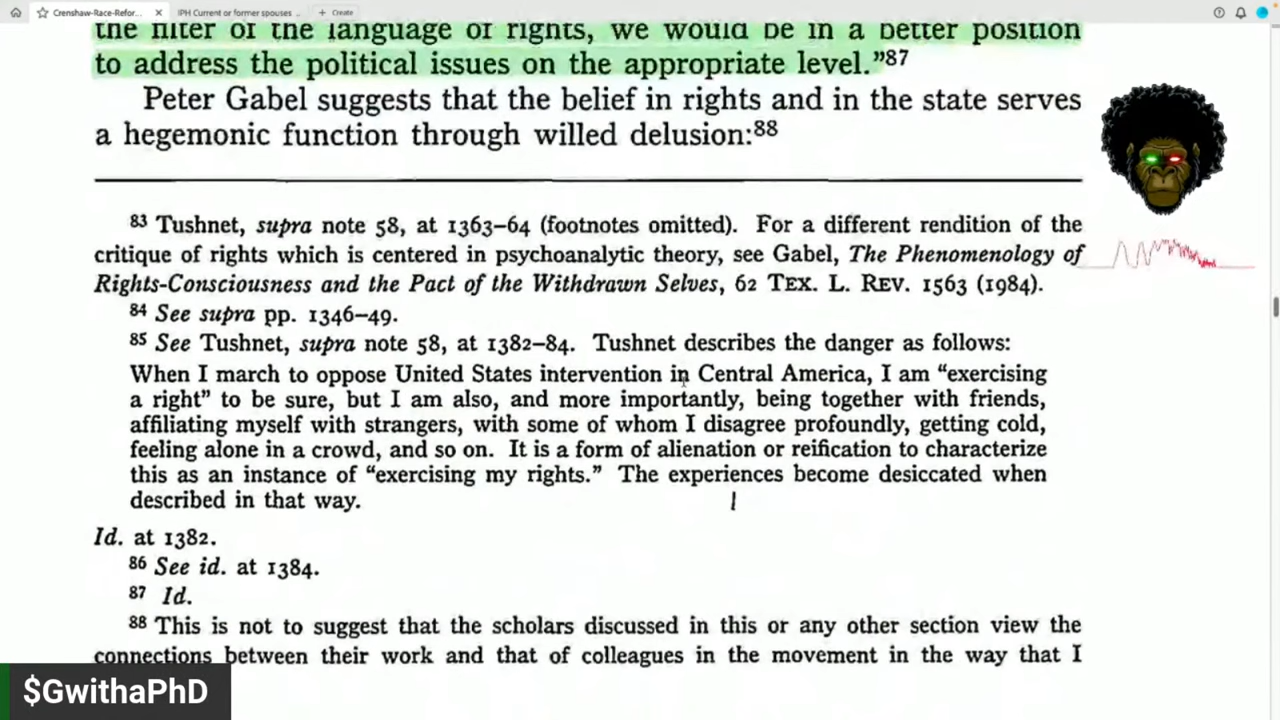 Crenshaw-Race-Refor...
IPH Current or former spouses ...
+ Create
the filter of the language of rights, we would be in a better position
to address the political issues on the appropriate level.”87
Peter Gabel suggests that the belief in rights and in the state serves
a hegemonic function through willed delusion:88
83 Tushnet, supra note 58, at 1363–64 (footnotes omitted). For a different rendition of the
critique of rights which is centered in psychoanalytic theory, see Gabel, The Phenomenology of
Rights-Consciousness and the Pact of the Withdrawn Selves, 62 TEX. L. REV. 1563 (1984).
84 See supra pp. 1346–49.
85 See Tushnet, supra note 58, at 1382–84. Tushnet describes the danger as follows:
When I march to oppose United States intervention in Central America, I am “exercising
a right” to be sure, but I am also, and more importantly, being together with friends,
affiliating myself with strangers, with some of whom I disagree profoundly, getting cold,
feeling alone in a crowd, and so on. It is a form of alienation or reification to characterize
this as an instance of “exercising my rights.” The experiences become desiccated when
described in that way.
Id. at 1382.
86 See id. at 1384.
87 Id.
88 This is not to suggest that the scholars discussed in this or any other section view the
connections between their work and that of colleagues in the movement in the way that I
$GwithaPhD